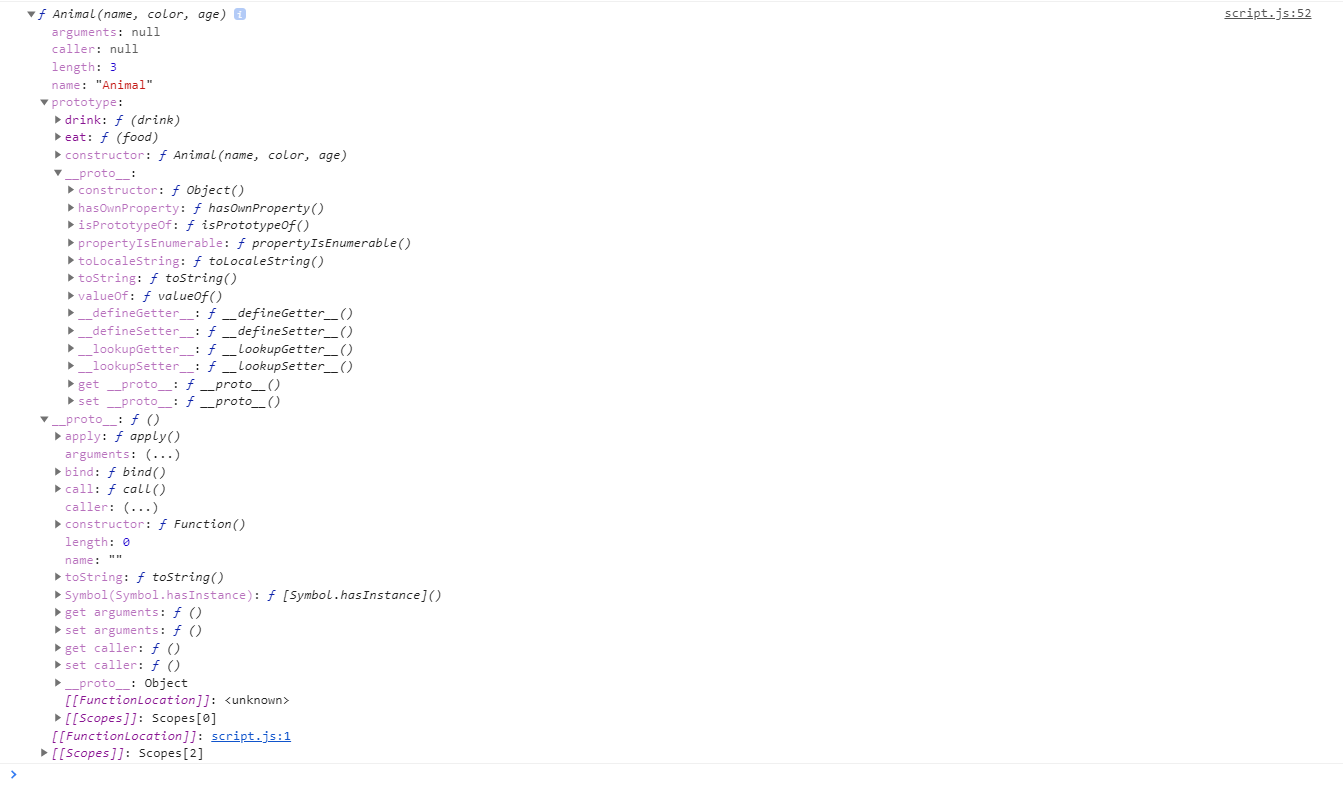 ƒ Animal(name, color, age) i script.js:52
arguments: null
caller: null
length: 3
name: "Animal"
prototype:
drink: ƒ (drink)
eat: ƒ (food)
constructor: ƒ Animal(name, color, age)
__proto__:
constructor: ƒ Object()
hasOwnProperty: ƒ hasOwnProperty()
isPrototypeOf: ƒ isPrototypeOf()
propertyIsEnumerable: ƒ propertyIsEnumerable()
toLocaleString: ƒ toLocaleString()
toString: ƒ toString()
valueOf: ƒ valueOf()
__defineGetter__: ƒ __defineGetter__()
__defineSetter__: ƒ __defineSetter__()
__lookupGetter__: ƒ __lookupGetter__()
__lookupSetter__: ƒ __lookupSetter__()
get __proto__: ƒ __proto__()
set __proto__: ƒ __proto__()
__proto__: ƒ ()
apply: ƒ apply()
arguments: (...)
bind: ƒ bind()
call: ƒ call()
caller: (...)
constructor: ƒ Function()
length: 0
name: ""
toString: ƒ toString()
Symbol(Symbol.hasInstance): ƒ [Symbol.hasInstance]()
get arguments: ƒ ()
set arguments: ƒ ()
get caller: ƒ ()
set caller: ƒ ()
__proto__: Object
[[FunctionLocation]]: <unknown>
[[Scopes]]: Scopes[0]
[[FunctionLocation]]: script.js:1
[[Scopes]]: Scopes[2]